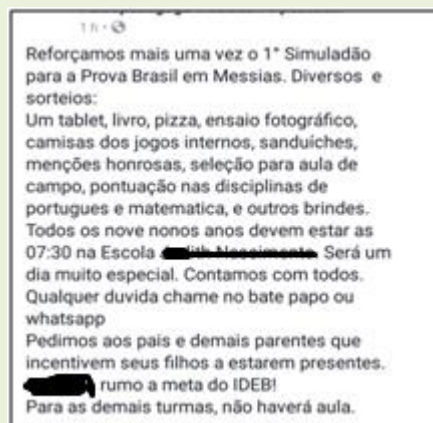 1 h ·
Reforçamos mais uma vez o 1° Simuladão
para a Prova Brasil em Messias. Diversos e
sorteios:
Um tablet, livro, pizza, ensaio fotográfico,
camisas dos jogos internos, sanduíches,
menções honrosas, seleção para aula de
campo, pontuação nas disciplinas de
portugues e matematica, e outros brindes.
Todos os nove nonos anos devem estar as
07:30 na Escola Será um
dia muito especial. Contamos com todos.
Qualquer duvida chame no bate papo ou
whatsapp
Pedimos aos pais e demais parentes que
incentivem seus filhos a estarem presentes.
rumo a meta do IDEB!
Para as demais turmas, não haverá aula.